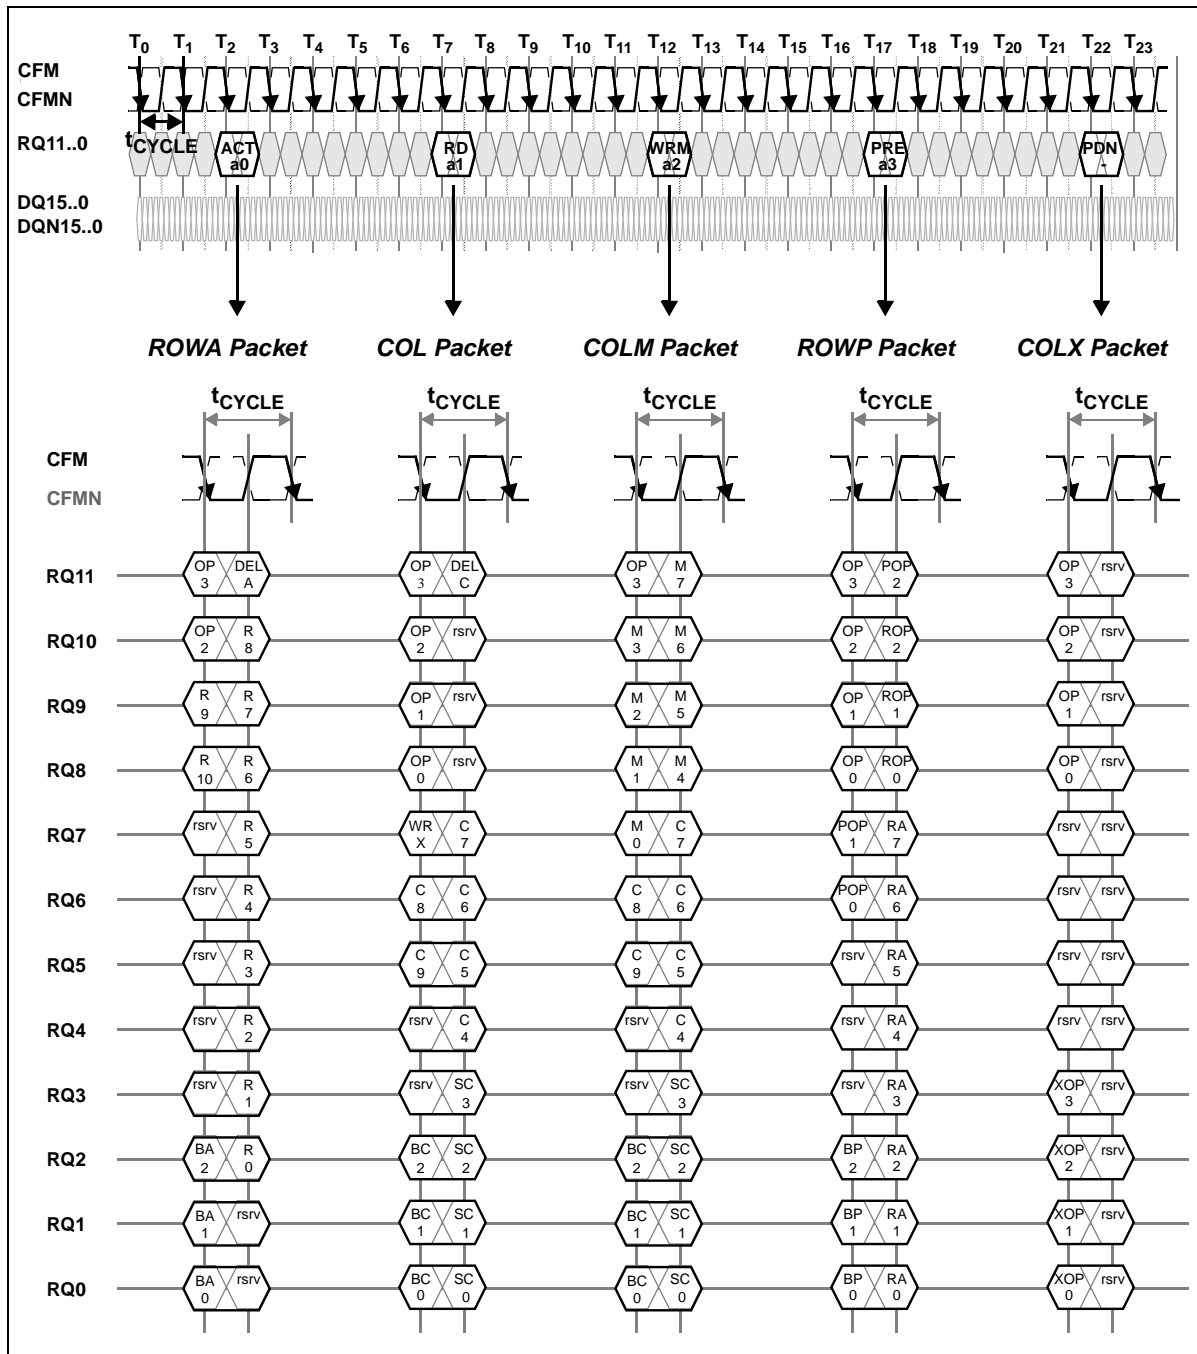 T0 T1 T2 T3 T4 T5 T6 T7 T8 T9 T10 T11 T12 T13 T14 T15 T16 T17 T18 T19 T20 T21 T22 T23
CFM
CFMN
RQ11..0 tCYCLE ACT a0 RD a1 WRM a2 PRE a3 PDN -
DQ15..0
DQN15..0
ROWA Packet COL Packet COLM Packet ROWP Packet COLX Packet
tCYCLE tCYCLE tCYCLE tCYCLE tCYCLE
CFM
CFMN
RQ11 OP 3 DEL A OP 3 DEL C OP 3 M 7 OP 3 POP 2 OP 3 rsrv
RQ10 OP 2 R 8 OP 2 rsrv M 3 M 6 OP 2 ROP 2 OP 2 rsrv
RQ9 R 9 R 7 OP 1 rsrv M 2 M 5 OP 1 ROP 1 OP 1 rsrv
RQ8 R 10 R 6 OP 0 rsrv M 1 M 4 OP 0 ROP 0 OP 0 rsrv
RQ7 rsrv R 5 WR X C 7 M 0 C 7 POP 1 RA 7 rsrv rsrv
RQ6 rsrv R 4 C 8 C 6 C 8 C 6 POP 0 RA 6 rsrv rsrv
RQ5 rsrv R 3 C 9 C 5 C 9 C 5 rsrv RA 5 rsrv rsrv
RQ4 rsrv R 2 rsrv C 4 rsrv C 4 rsrv RA 4 rsrv rsrv
RQ3 rsrv R 1 rsrv SC 3 rsrv SC 3 rsrv RA 3 XOP 3 rsrv
RQ2 BA 2 R 0 BC 2 SC 2 BC 2 SC 2 BP 2 RA 2 XOP 2 rsrv
RQ1 BA 1 rsrv BC 1 SC 1 BC 1 SC 1 BP 1 RA 1 XOP 1 rsrv
RQ0 BA 0 rsrv BC 0 SC 0 BC 0 SC 0 BP 0 RA 0 XOP 0 rsrv